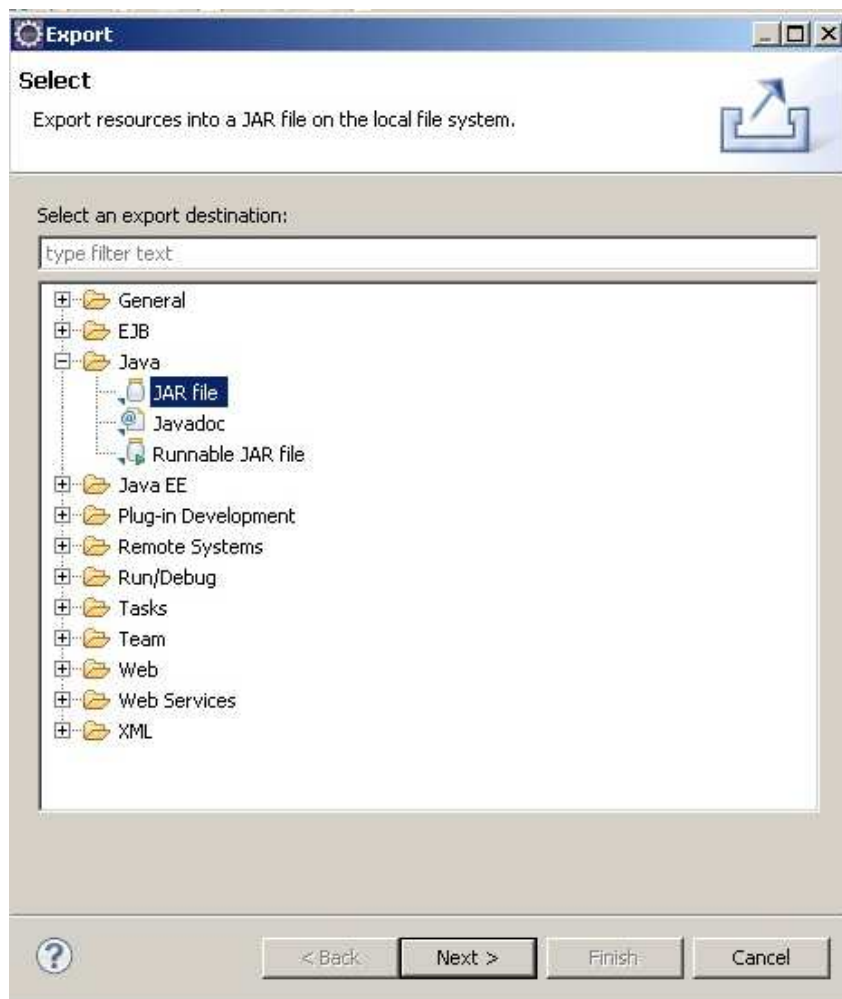 Export
Select
Export resources into a JAR file on the local file system.
Select an export destination:
type filter text
General
EJB
Java
JAR file
Javadoc
Runnable JAR file
Java EE
Plug-in Development
Remote Systems
Run/Debug
Tasks
Team
Web
Web Services
XML
< Back Next > Finish Cancel